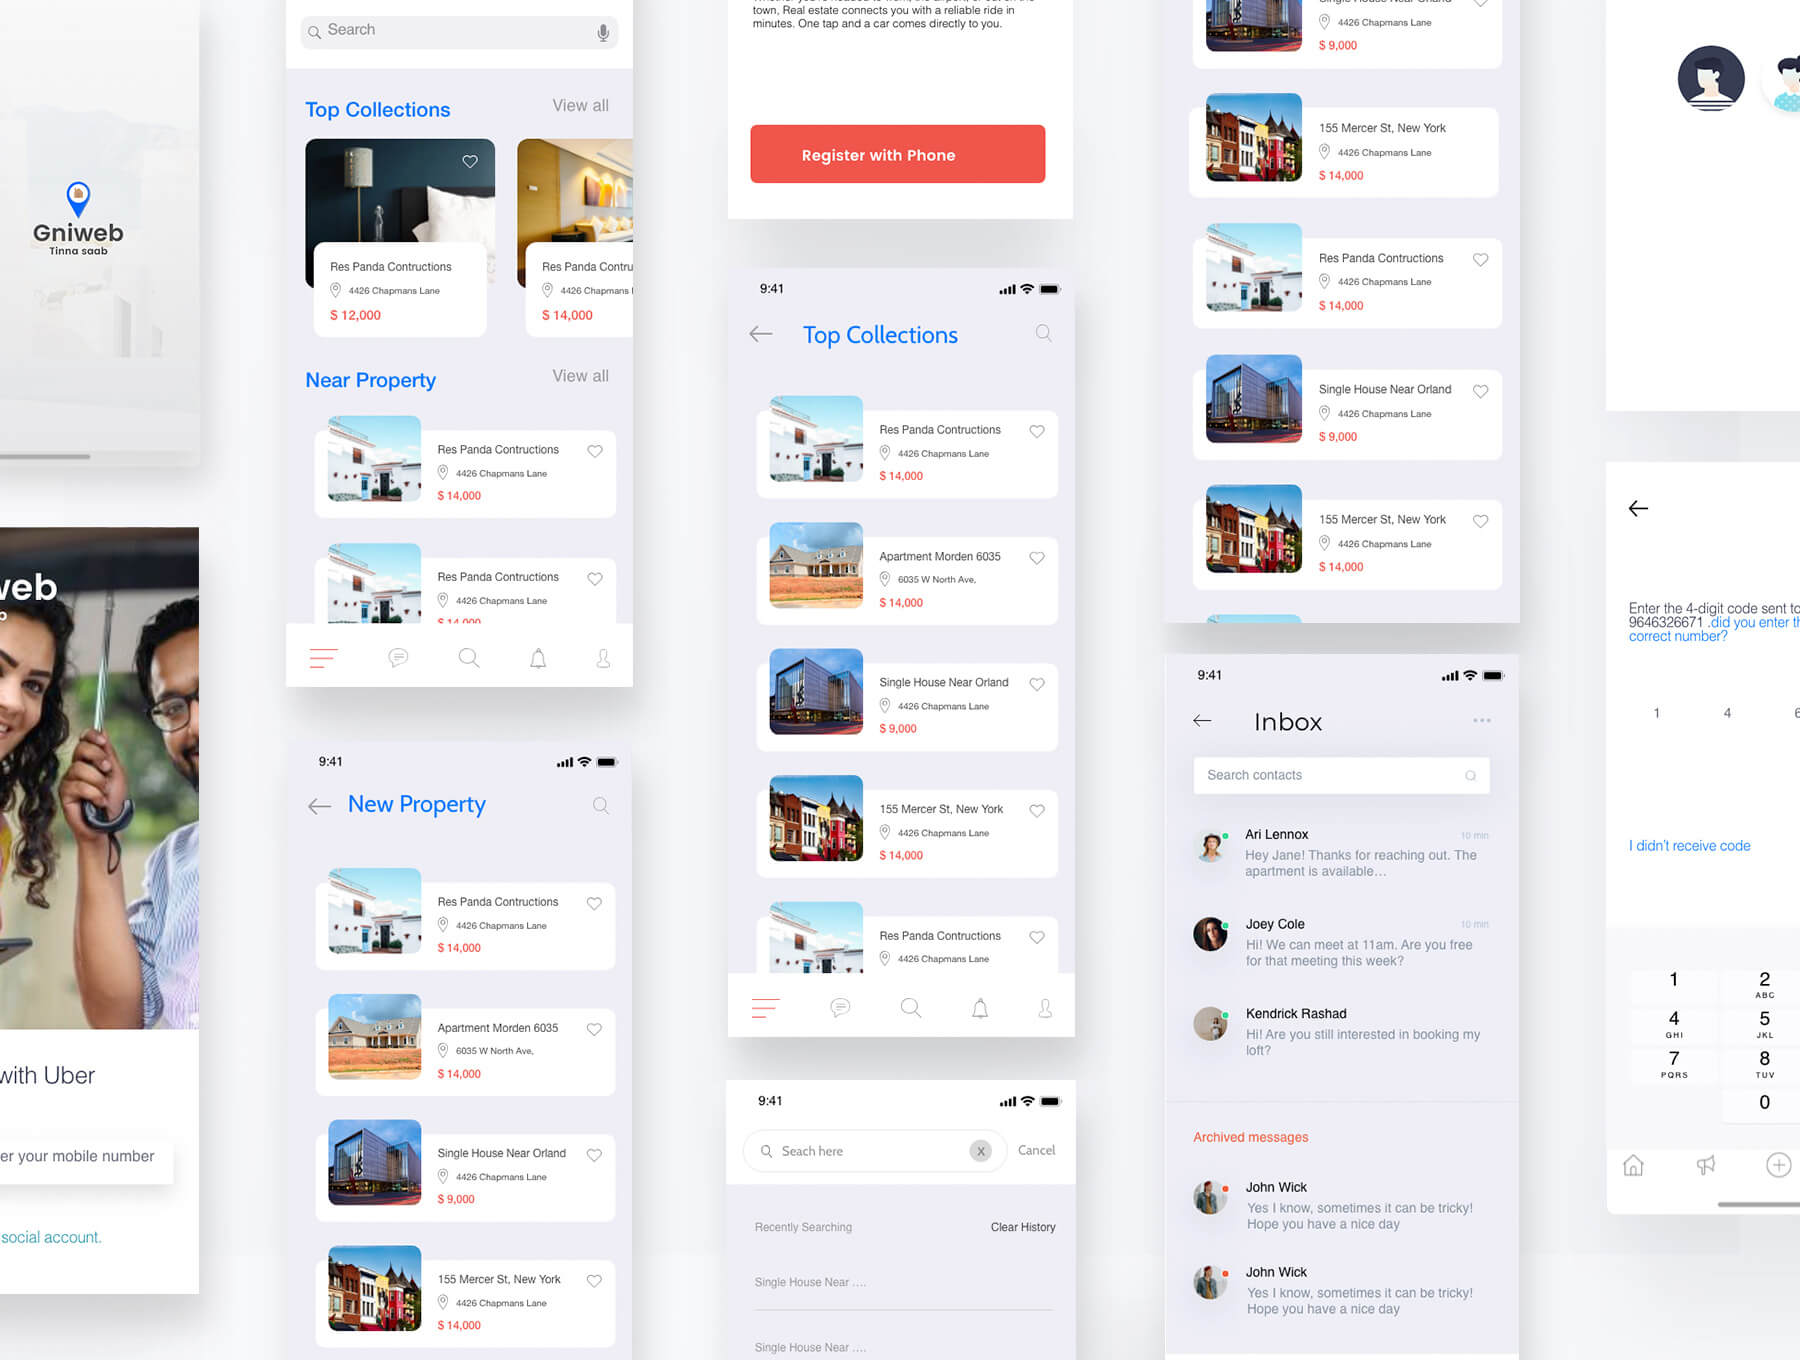 Gniweb
Tinna saab
web
with Uber
er your mobile number
social account.
Search
Top Collections
View all
Res Panda Contructions
4426 Chapmans Lane
$ 12,000
Res Panda Contru
4426 Chapmans
$ 14,000
Near Property
View all
Res Panda Contructions
4426 Chapmans Lane
$ 14,000
Res Panda Contructions
4426 Chapmans Lane
$ 14,000
9:41
New Property
Res Panda Contructions
4426 Chapmans Lane
$ 14,000
Apartment Morden 6035
6035 W North Ave,
$ 14,000
Single House Near Orland
4426 Chapmans Lane
$ 9,000
155 Mercer St, New York
4426 Chapmans Lane
$ 14,000
town, Real estate connects you with a reliable ride in
minutes. One tap and a car comes directly to you.
Register with Phone
9:41
Top Collections
Res Panda Contructions
4426 Chapmans Lane
$ 14,000
Apartment Morden 6035
6035 W North Ave,
$ 14,000
Single House Near Orland
4426 Chapmans Lane
$ 9,000
155 Mercer St, New York
4426 Chapmans Lane
$ 14,000
Res Panda Contructions
4426 Chapmans Lane
9:41
Seach here
X
Cancel
Recently Searching
Clear History
Single House Near ....
Single House Near ....
Single House Near Orland
4426 Chapmans Lane
$ 9,000
155 Mercer St, New York
4426 Chapmans Lane
$ 14,000
Res Panda Contructions
4426 Chapmans Lane
$ 14,000
Single House Near Orland
4426 Chapmans Lane
$ 9,000
155 Mercer St, New York
4426 Chapmans Lane
$ 14,000
9:41
Inbox
Search contacts
Ari Lennox
10 min
Hey Jane! Thanks for reaching out. The
apartment is available...
Joey Cole
10 min
Hi! We can meet at 11am. Are you free
for that meeting this week?
Kendrick Rashad
Hi! Are you still interested in booking my
loft?
Archived messages
John Wick
Yes I know, sometimes it can be tricky!
Hope you have a nice day
John Wick
Yes I know, sometimes it can be tricky!
Hope you have a nice day
Enter the 4-digit code sent to
9646326671 .did you enter th
correct number?
1 4 6
I didn't receive code
1 2
ABC
4 5
GHI JKL
7 8
PQRS TUV
0